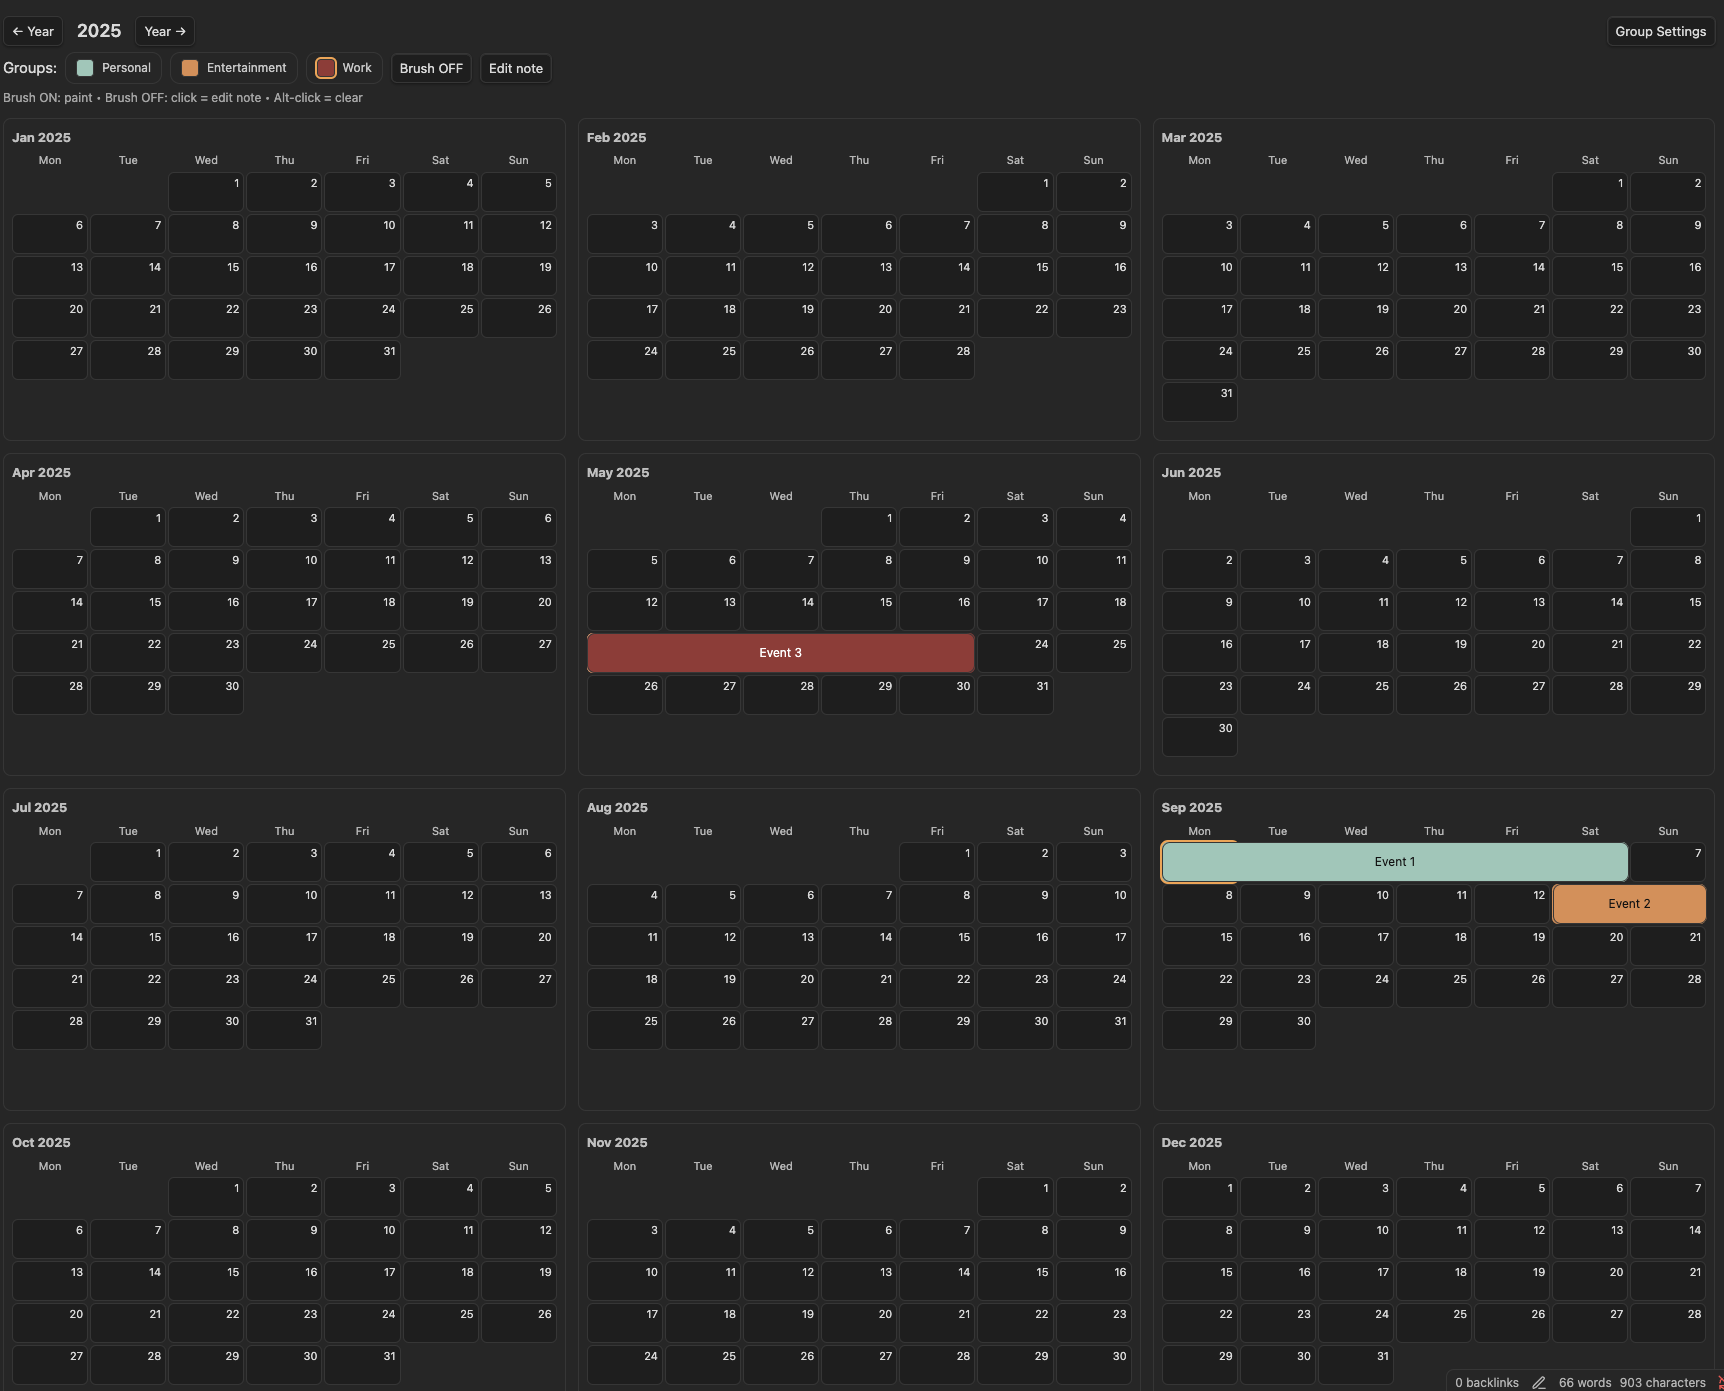 ← Year 2025 Year → Group Settings
Groups: Personal Entertainment Work Brush OFF Edit note
Brush ON: paint • Brush OFF: click = edit note • Alt-click = clear
Jan 2025
Mon Tue Wed Thu Fri Sat Sun
1 2 3 4 5
6 7 8 9 10 11 12
13 14 15 16 17 18 19
20 21 22 23 24 25 26
27 28 29 30 31
Feb 2025
Mon Tue Wed Thu Fri Sat Sun
1 2
3 4 5 6 7 8 9
10 11 12 13 14 15 16
17 18 19 20 21 22 23
24 25 26 27 28
Mar 2025
Mon Tue Wed Thu Fri Sat Sun
1 2
3 4 5 6 7 8 9
10 11 12 13 14 15 16
17 18 19 20 21 22 23
24 25 26 27 28 29 30
31
Apr 2025
Mon Tue Wed Thu Fri Sat Sun
1 2 3 4 5 6
7 8 9 10 11 12 13
14 15 16 17 18 19 20
21 22 23 24 25 26 27
28 29 30
May 2025
Mon Tue Wed Thu Fri Sat Sun
1 2 3 4
5 6 7 8 9 10 11
12 13 14 15 16 17 18
Event 3 24 25
26 27 28 29 30 31
Jun 2025
Mon Tue Wed Thu Fri Sat Sun
1
2 3 4 5 6 7 8
9 10 11 12 13 14 15
16 17 18 19 20 21 22
23 24 25 26 27 28 29
30
Jul 2025
Mon Tue Wed Thu Fri Sat Sun
1 2 3 4 5 6
7 8 9 10 11 12 13
14 15 16 17 18 19 20
21 22 23 24 25 26 27
28 29 30 31
Aug 2025
Mon Tue Wed Thu Fri Sat Sun
1 2 3
4 5 6 7 8 9 10
11 12 13 14 15 16 17
18 19 20 21 22 23 24
25 26 27 28 29 30 31
Sep 2025
Mon Tue Wed Thu Fri Sat Sun
Event 1 7
8 9 10 11 12 Event 2
15 16 17 18 19 20 21
22 23 24 25 26 27 28
29 30
Oct 2025
Mon Tue Wed Thu Fri Sat Sun
1 2 3 4 5
6 7 8 9 10 11 12
13 14 15 16 17 18 19
20 21 22 23 24 25 26
27 28 29 30 31
Nov 2025
Mon Tue Wed Thu Fri Sat Sun
1 2
3 4 5 6 7 8 9
10 11 12 13 14 15 16
17 18 19 20 21 22 23
24 25 26 27 28 29 30
Dec 2025
Mon Tue Wed Thu Fri Sat Sun
1 2 3 4 5 6 7
8 9 10 11 12 13 14
15 16 17 18 19 20 21
22 23 24 25 26 27 28
29 30 31
0 backlinks 66 words 903 characters